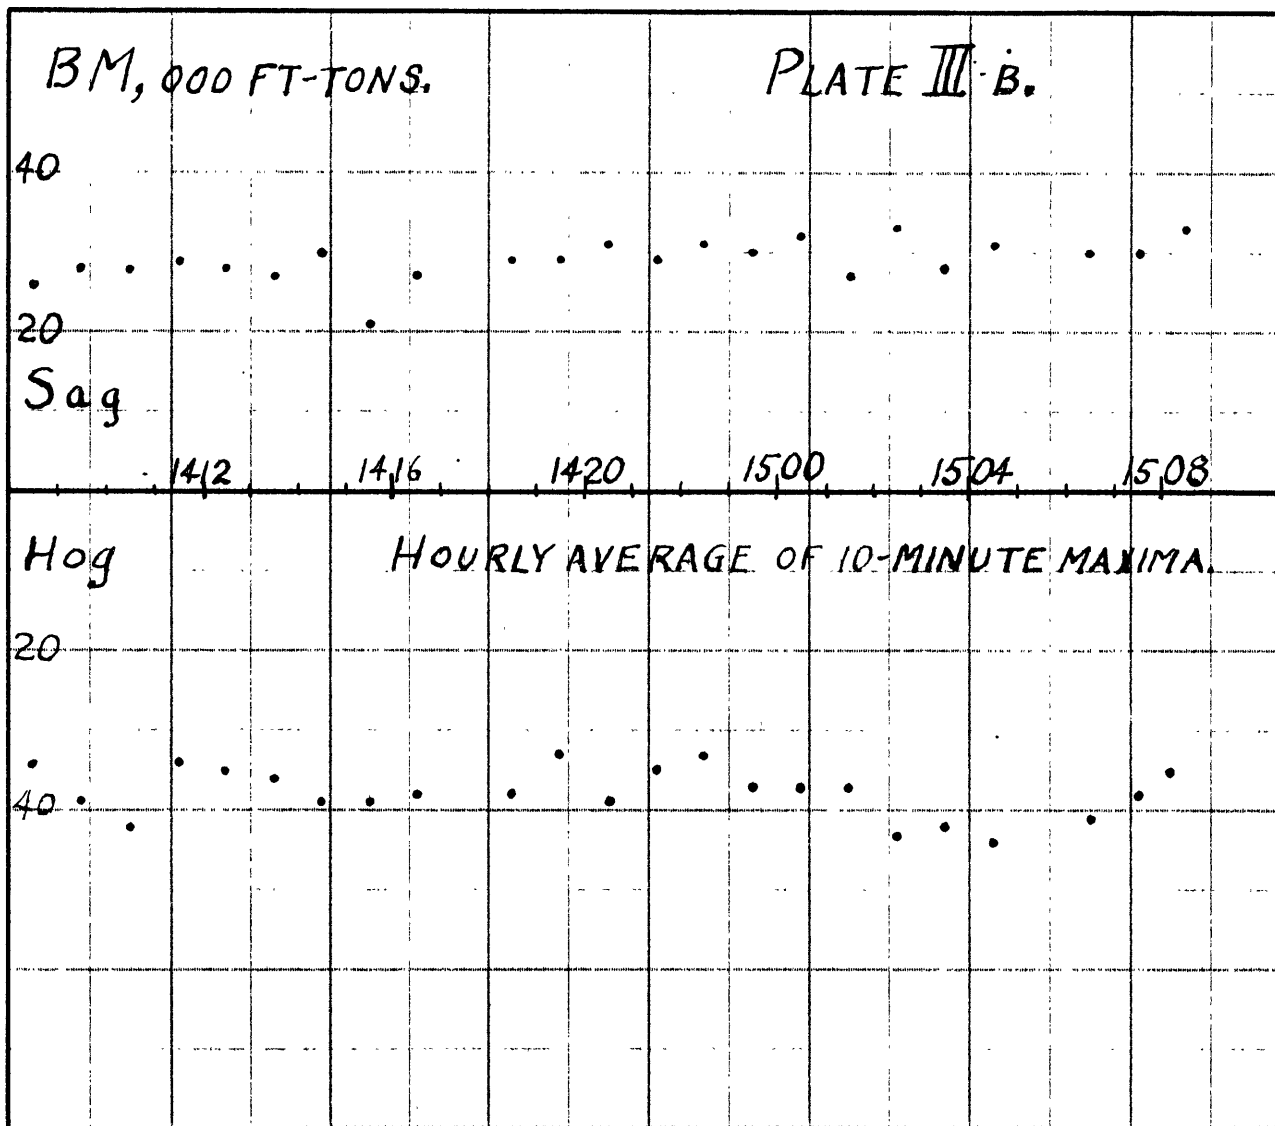 BM, 000 FT-TONS.
PLATE III-B.
40
20
Sag
1412 1416 1420 1500 1504 1508
Hog
HOURLY AVERAGE OF 10-MINUTE MAXIMA.
20
40